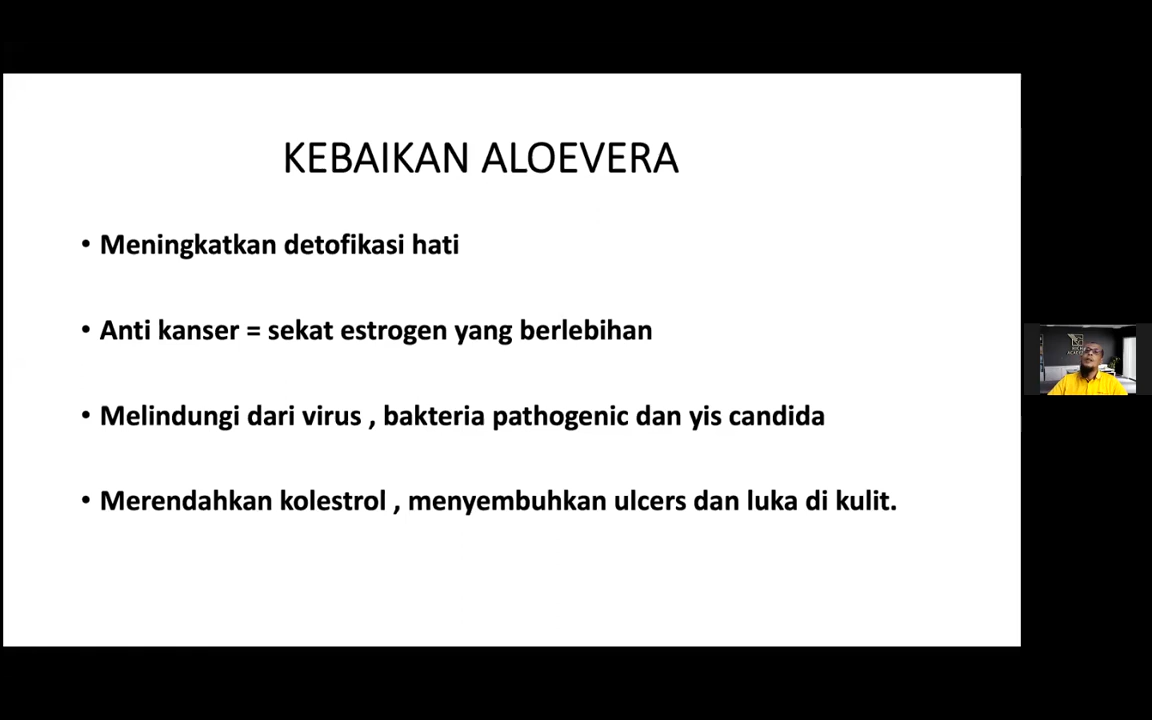 KEBAIKAN ALOEVERA
• Meningkatkan detofikasi hati
• Anti kanser = sekat estrogen yang berlebihan
• Melindungi dari virus , bakteria pathogenic dan yis candida
• Merendahkan kolestrol , menyembuhkan ulcers dan luka di kulit.